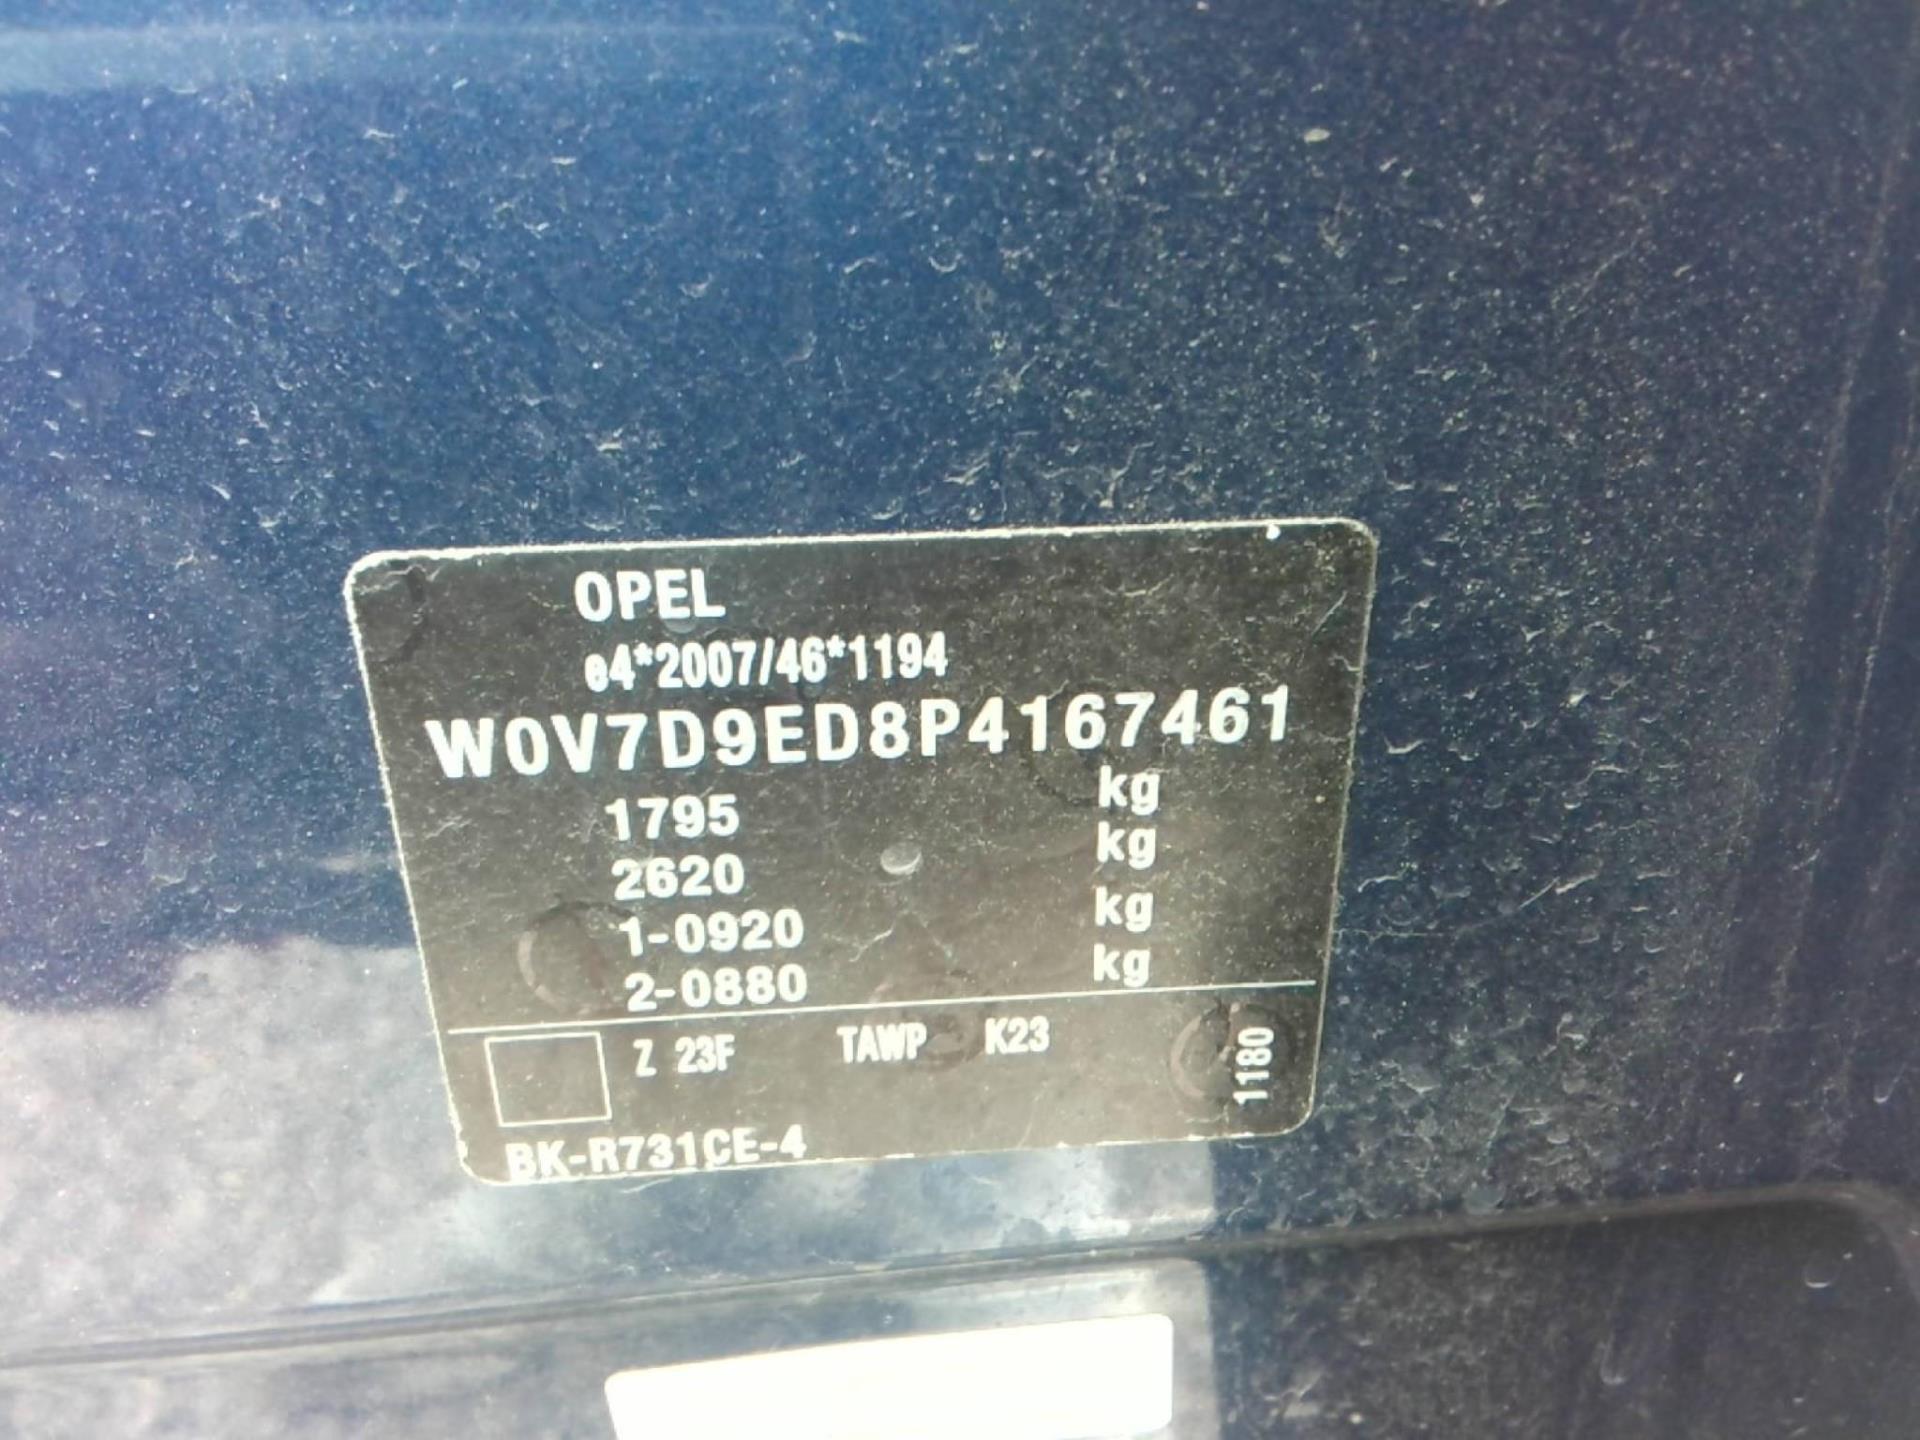 OPEL
e4*2007/46*1194
W0V7D9ED8P4167461
1795 kg
2620 kg
1-0920 kg
2-0880 kg
Z 23F TAWP K23
1180
BK-R731CE-4